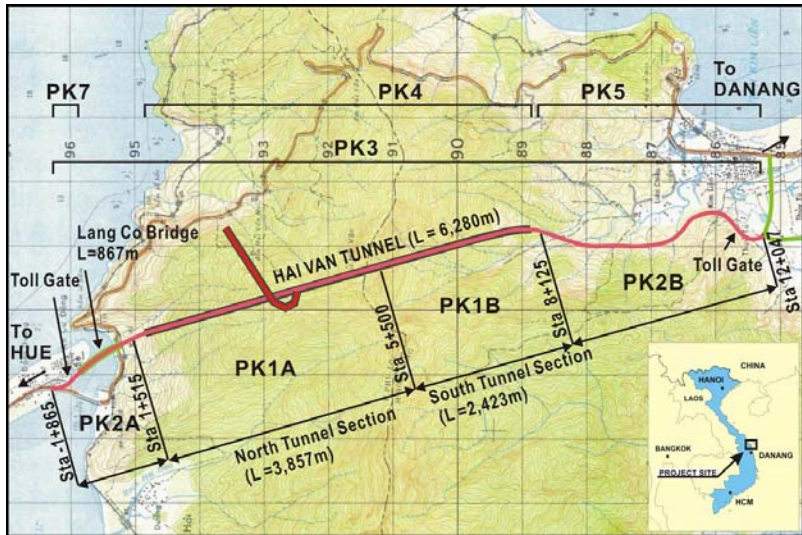 PK7
PK4
PK5
To
DANANG
96
95
93
92
90
89
88
87
86
PK3
Lang Co Bridge
L=867m
Toll Gate
To
HUE
HAI VAN TUNNEL (L = 6,280m)
Toll Gate
Sta 12+047
PK2B
Sta 8+125
PK1B
Sta 5+500
PK1A
Sta 1+515
PK2A
Sta -1+865
North Tunnel Section
(L =3,857m)
South Tunnel Section
(L=2,423m)
CHINA
HANOI
LAOS
BANGKOK
DANANG
PROJECT SITE
HCM